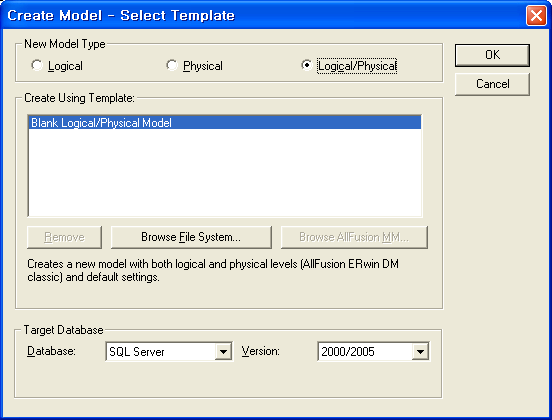 Create Model - Select Template
New Model Type
Logical
Physical
Logical/Physical
OK
Cancel
Create Using Template:
Blank Logical/Physical Model
Remove
Browse File System...
Browse AllFusion MM...
Creates a new model with both logical and physical levels (AllFusion ERwin DM
classic) and default settings.
Target Database
Database:
SQL Server
Version:
2000/2005